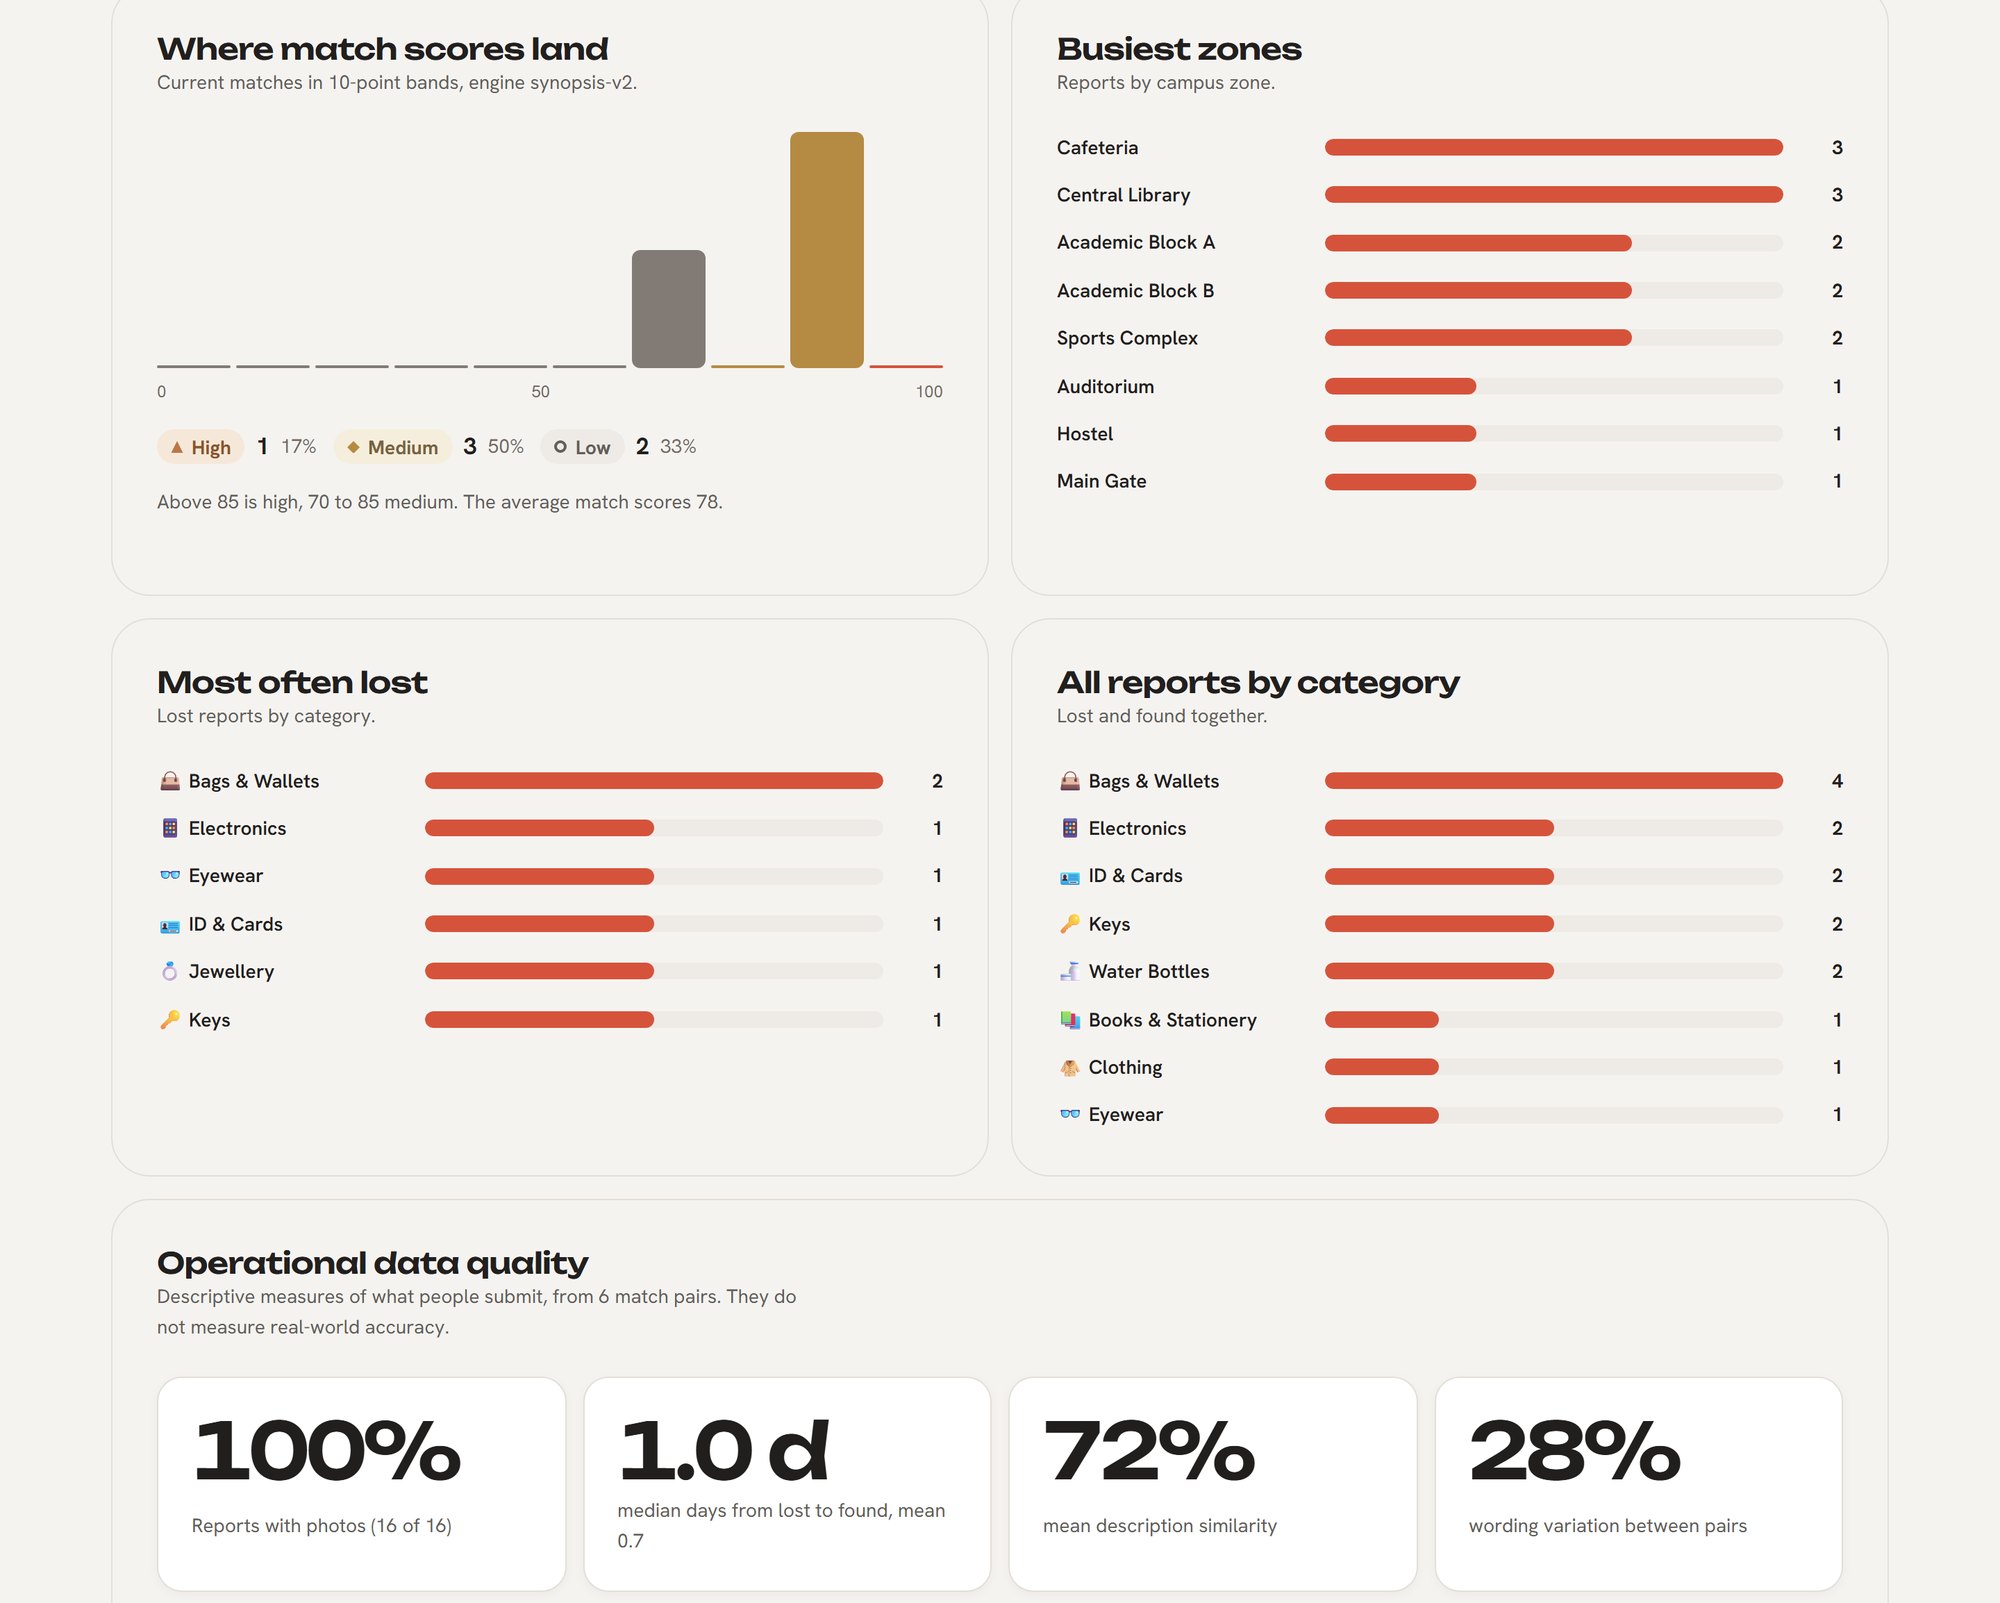 Where match scores land
Current matches in 10-point bands, engine synopsis-v2.
0 50 100
High 1 17% Medium 3 50% Low 2 33%
Above 85 is high, 70 to 85 medium. The average match scores 78.
Busiest zones
Reports by campus zone.
Cafeteria 3
Central Library 3
Academic Block A 2
Academic Block B 2
Sports Complex 2
Auditorium 1
Hostel 1
Main Gate 1
Most often lost
Lost reports by category.
Bags & Wallets 2
Electronics 1
Eyewear 1
ID & Cards 1
Jewellery 1
Keys 1
All reports by category
Lost and found together.
Bags & Wallets 4
Electronics 2
ID & Cards 2
Keys 2
Water Bottles 2
Books & Stationery 1
Clothing 1
Eyewear 1
Operational data quality
Descriptive measures of what people submit, from 6 match pairs. They do
not measure real-world accuracy.
100%
Reports with photos (16 of 16)
1.0 d
median days from lost to found, mean
0.7
72%
mean description similarity
28%
wording variation between pairs